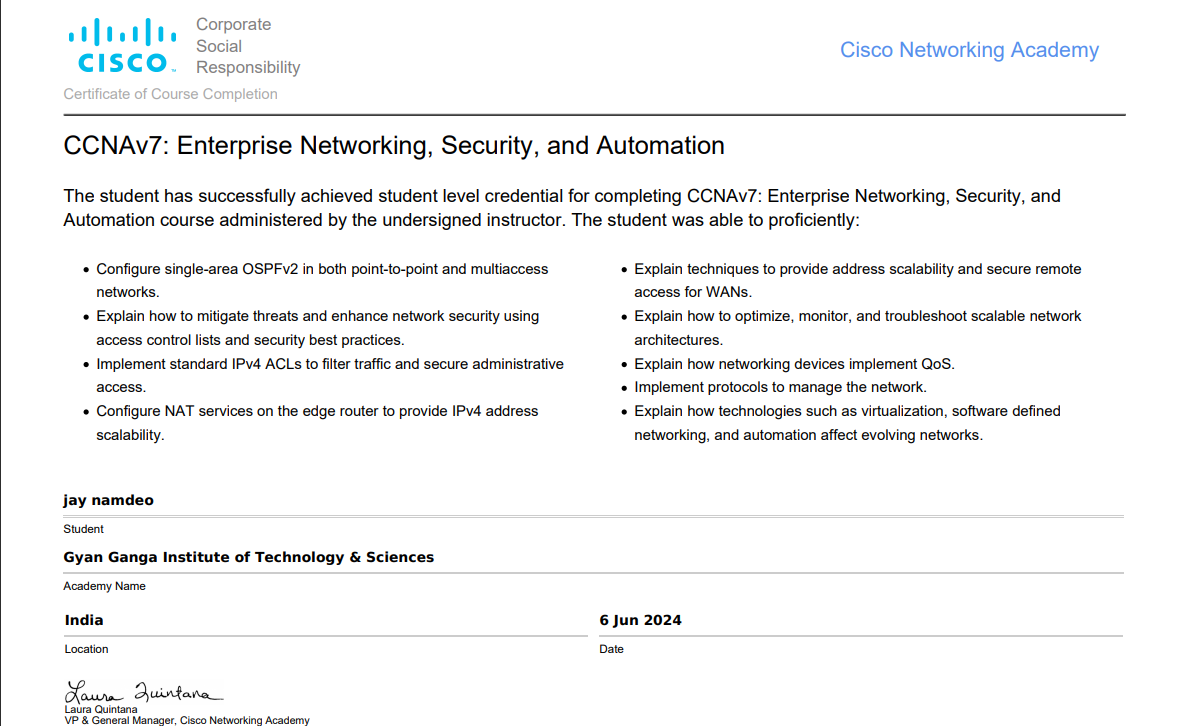 CISCO
Corporate
Social
Responsibility
Cisco Networking Academy
Certificate of Course Completion
CCNAv7: Enterprise Networking, Security, and Automation
The student has successfully achieved student level credential for completing CCNAv7: Enterprise Networking, Security, and
Automation course administered by the undersigned instructor. The student was able to proficiently:
• Configure single-area OSPFv2 in both point-to-point and multiaccess
networks.
• Explain how to mitigate threats and enhance network security using
access control lists and security best practices.
• Implement standard IPv4 ACLs to filter traffic and secure administrative
access.
• Configure NAT services on the edge router to provide IPv4 address
scalability.
• Explain techniques to provide address scalability and secure remote
access for WANs.
• Explain how to optimize, monitor, and troubleshoot scalable network
architectures.
• Explain how networking devices implement QoS.
• Implement protocols to manage the network.
• Explain how technologies such as virtualization, software defined
networking, and automation affect evolving networks.
jay namdeo
Student
Gyan Ganga Institute of Technology & Sciences
Academy Name
India
Location
6 Jun 2024
Date
Laura Quintana
Laura Quintana
VP & General Manager, Cisco Networking Academy